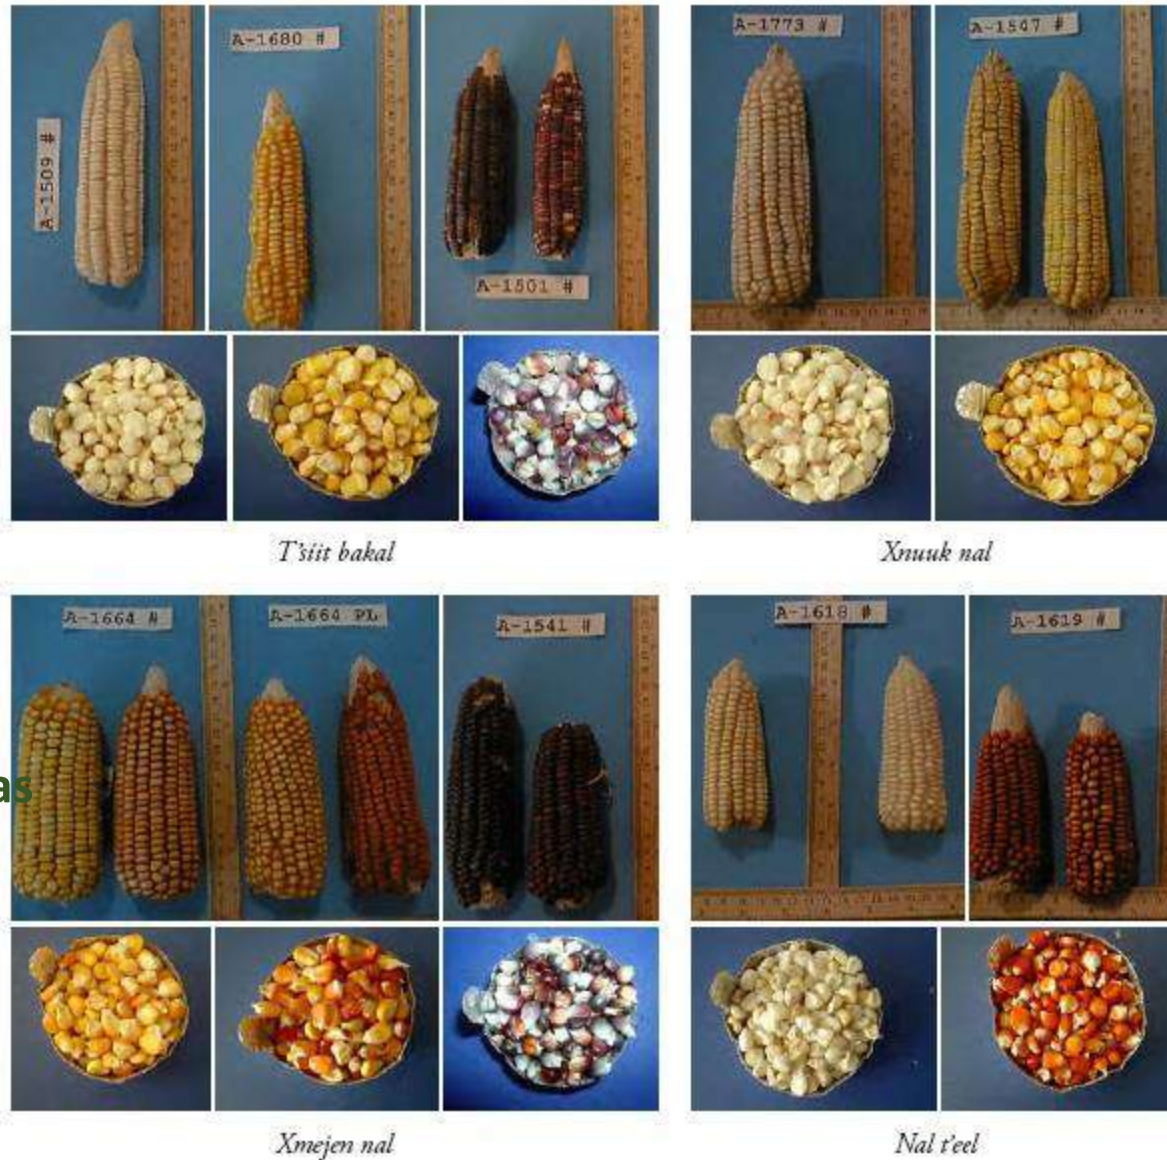 A-1509 #
A-1680 #
A-1501 #
A-1773 #
A-1547 #
T'siit bakal
Xnuuk nal
A-1664 #
A-1664 PL
A-1541 #
A-1618 #
A-1619 #
as
Xmejen nal
Nal t'eel